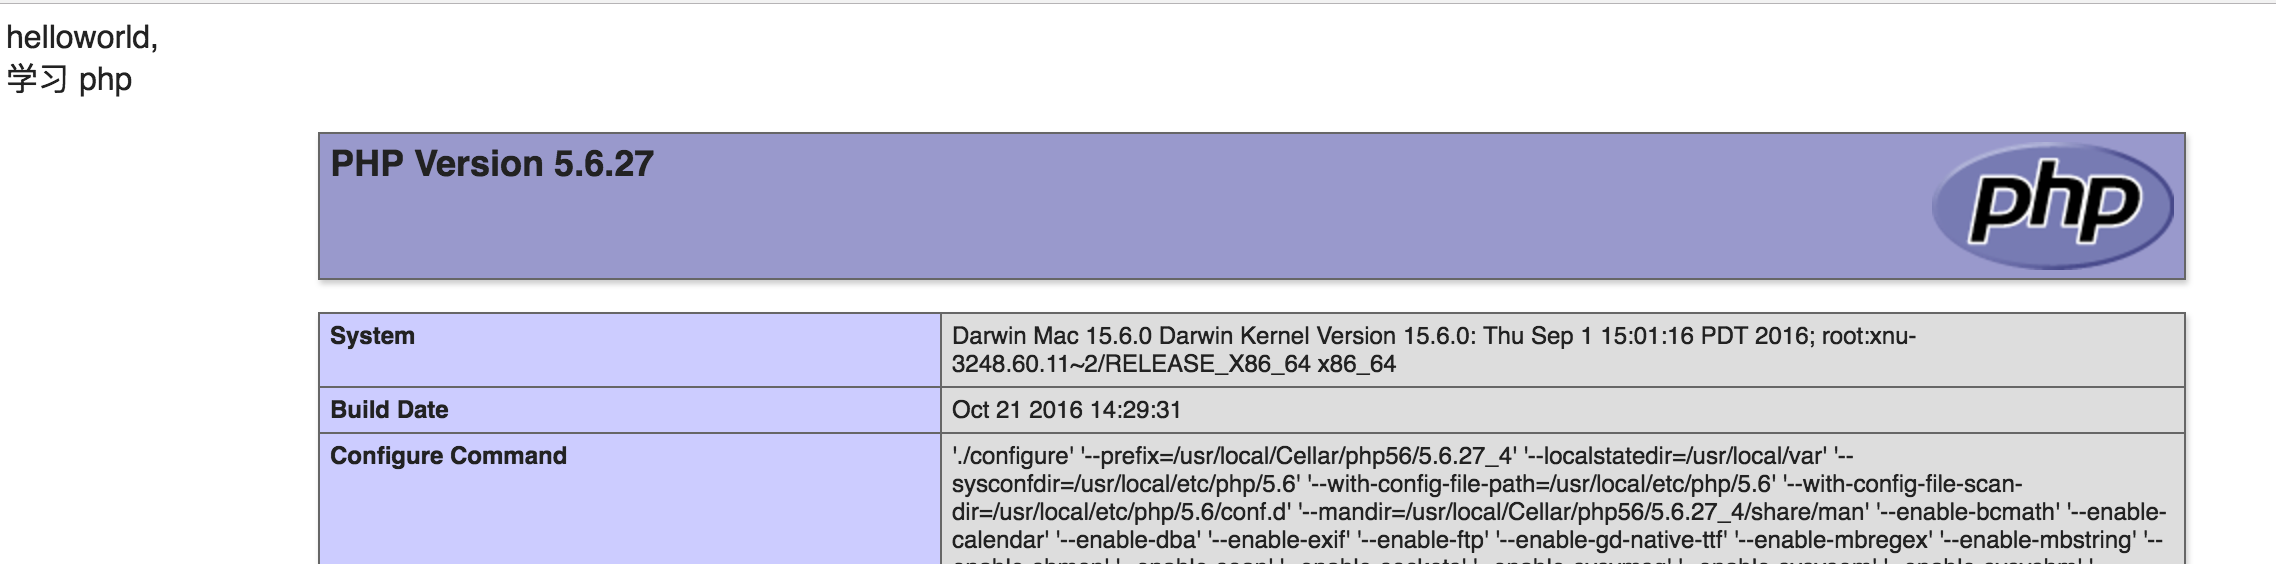 helloworld,
学习 php
PHP Version 5.6.27
php
System
Darwin Mac 15.6.0 Darwin Kernel Version 15.6.0: Thu Sep 1 15:01:16 PDT 2016; root:xnu-
3248.60.11~2/RELEASE_X86_64 x86_64
Build Date
Oct 21 2016 14:29:31
Configure Command
'./configure' '--prefix=/usr/local/Cellar/php56/5.6.27_4' '--localstatedir=/usr/local/var' '--
sysconfdir=/usr/local/etc/php/5.6' '--with-config-file-path=/usr/local/etc/php/5.6' '--with-config-file-scan-
dir=/usr/local/etc/php/5.6/conf.d' '--mandir=/usr/local/Cellar/php56/5.6.27_4/share/man' '--enable-bcmath' '--enable-
calendar' '--enable-dba' '--enable-exif' '--enable-ftp' '--enable-gd-native-ttf' '--enable-mbregex' '--enable-mbstring' '--